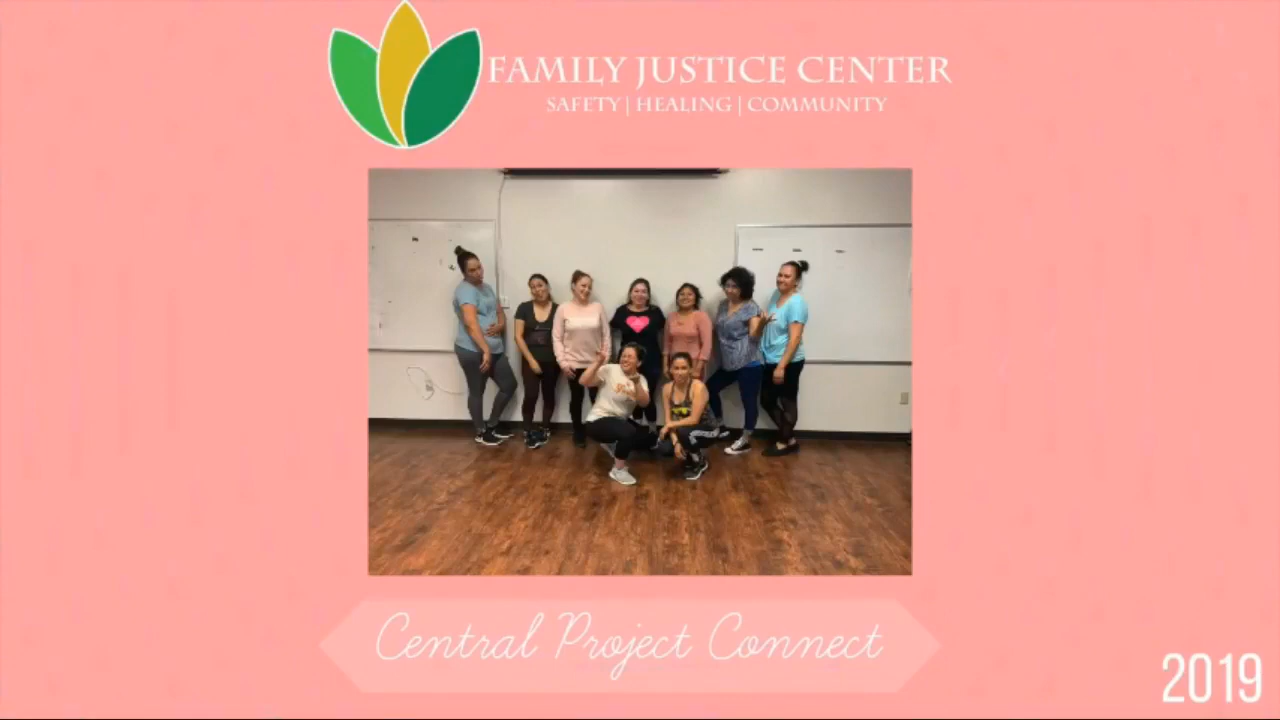 FAMILY JUSTICE CENTER
SAFETY | HEALING | COMMUNITY
Central Project Connect
2019